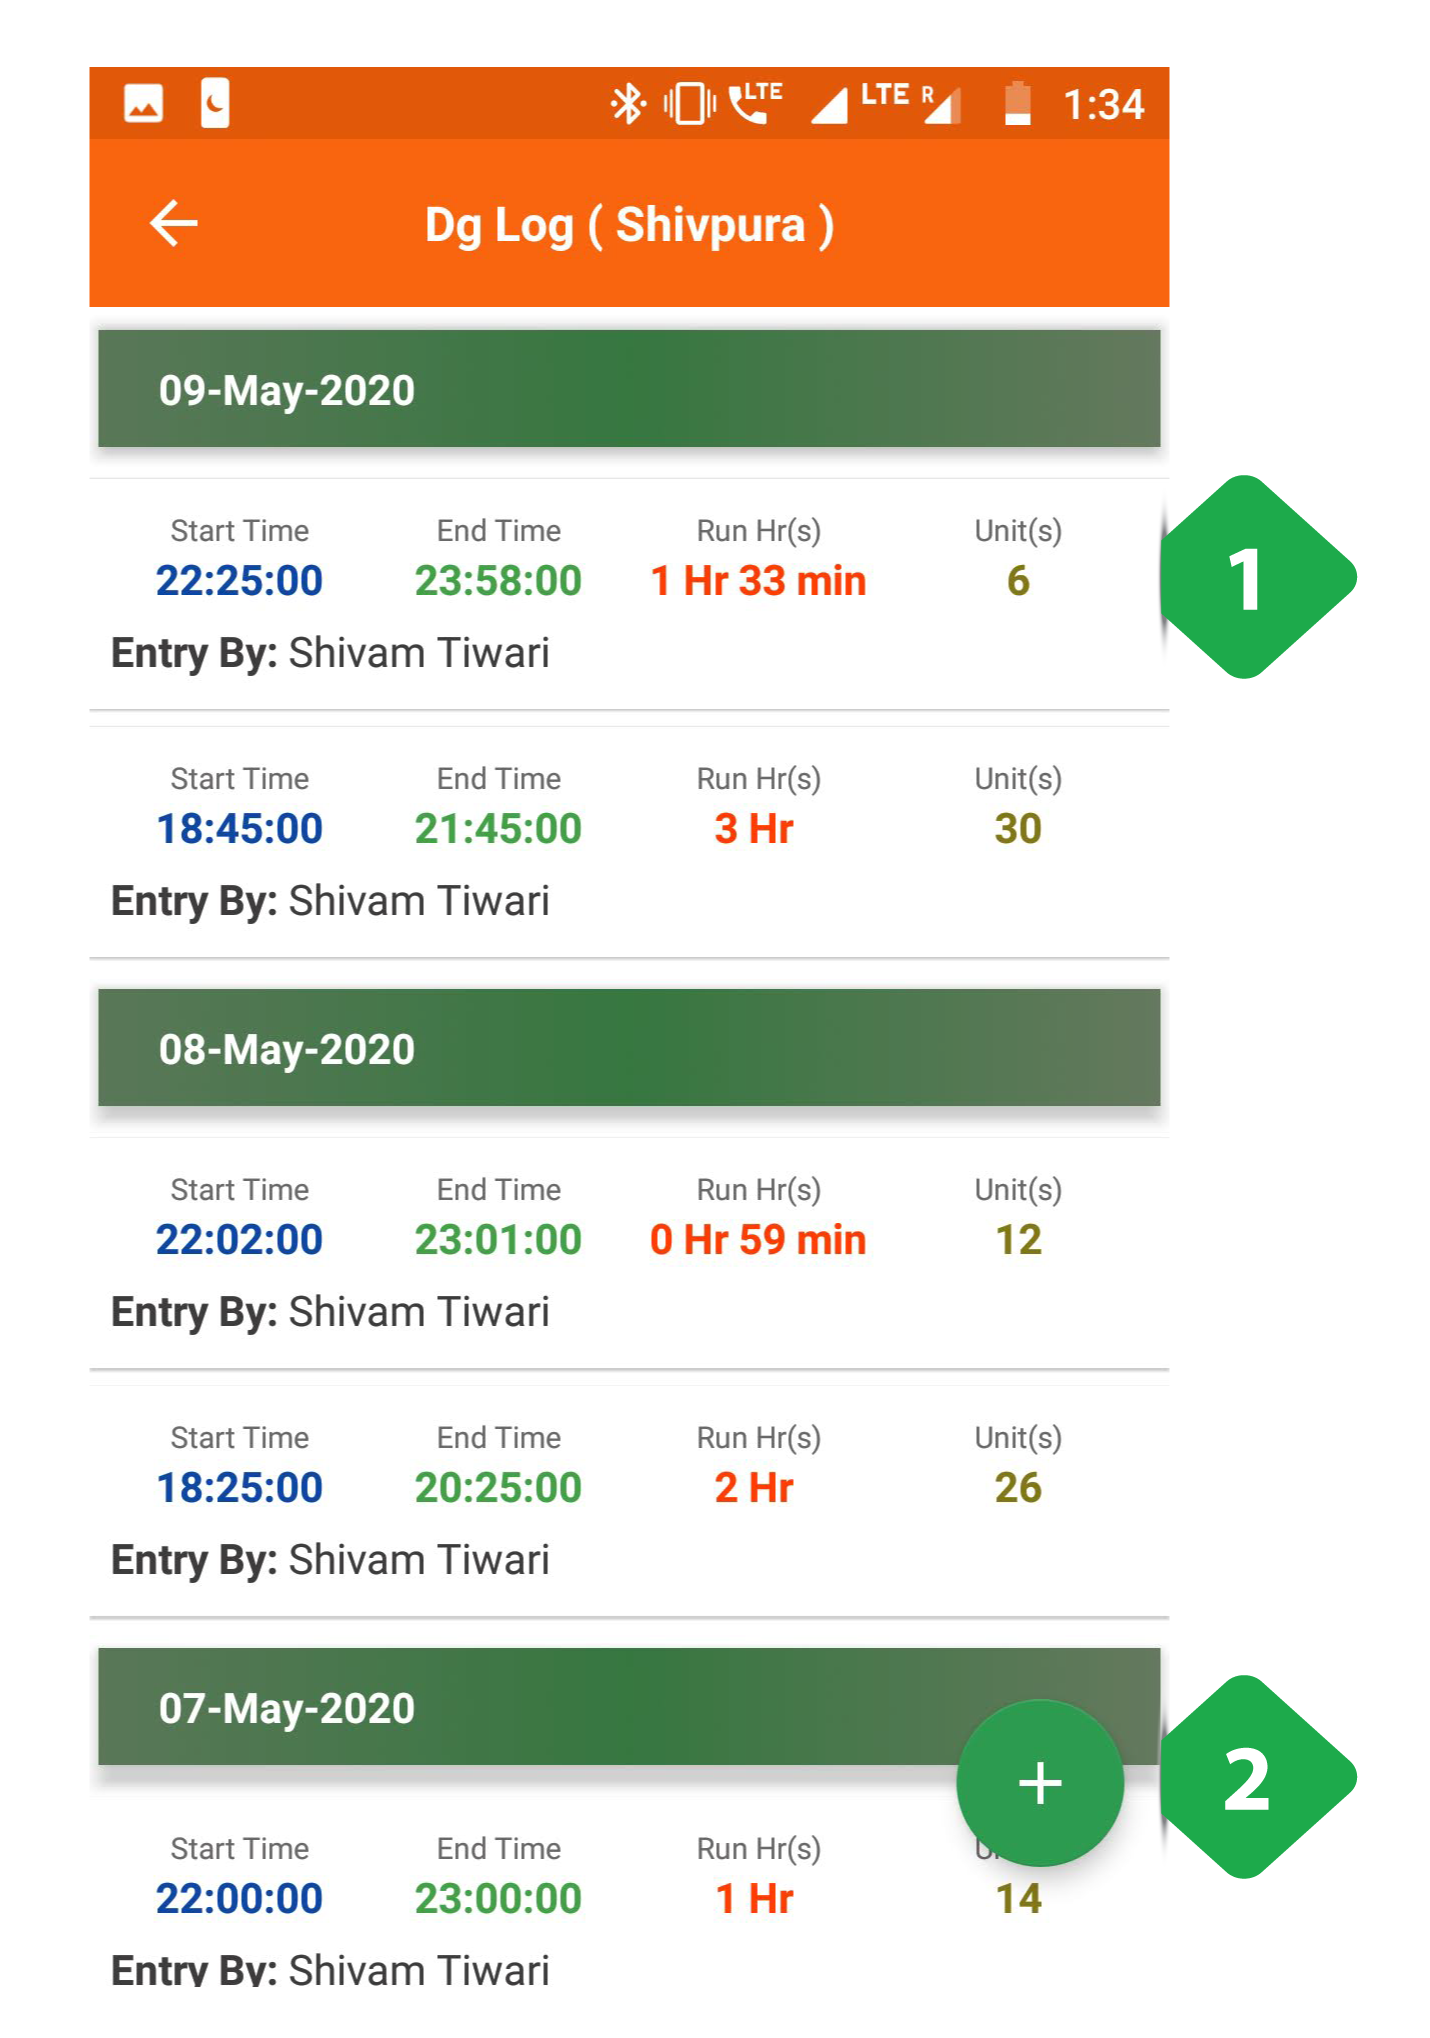 LTE LTE R 1:34
Dg Log ( Shivpura )
09-May-2020
Start Time End Time Run Hr(s) Unit(s)
22:25:00 23:58:00 1 Hr 33 min 6
1
Entry By: Shivam Tiwari
Start Time End Time Run Hr(s) Unit(s)
18:45:00 21:45:00 3 Hr 30
Entry By: Shivam Tiwari
08-May-2020
Start Time End Time Run Hr(s) Unit(s)
22:02:00 23:01:00 0 Hr 59 min 12
Entry By: Shivam Tiwari
Start Time End Time Run Hr(s) Unit(s)
18:25:00 20:25:00 2 Hr 26
Entry By: Shivam Tiwari
07-May-2020
+
2
Start Time End Time Run Hr(s)
22:00:00 23:00:00 1 Hr 14
Entry By: Shivam Tiwari